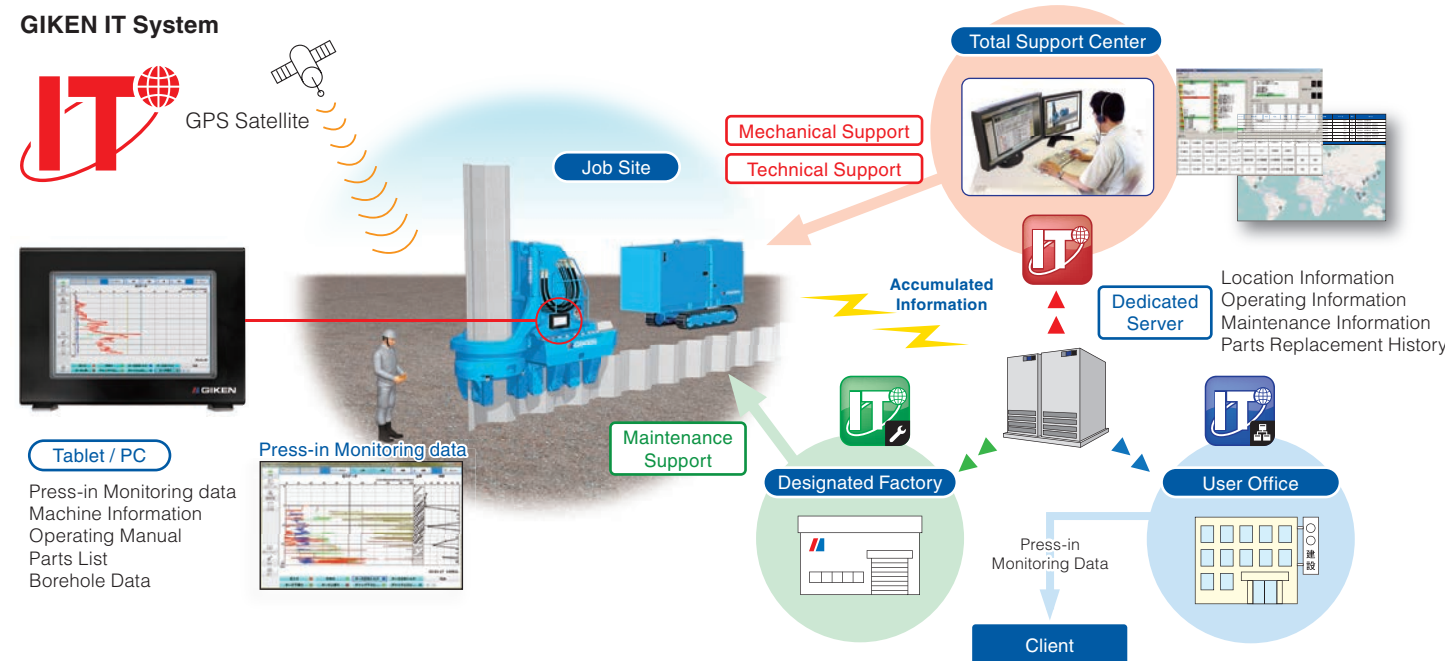 GIKEN IT System
IT
GPS Satellite
Job Site
Total Support Center
Mechanical Support
Technical Support
IT
Accumulated
Information
Dedicated
Server
Location Information
Operating Information
Maintenance Information
Parts Replacement History
GIKEN
Tablet / PC
Press-in Monitoring data
Machine Information
Operating Manual
Parts List
Borehole Data
Press-in Monitoring data
Maintenance
Support
IT
Designated Factory
IT
User Office
○○建設
Press-in
Monitoring Data
Client